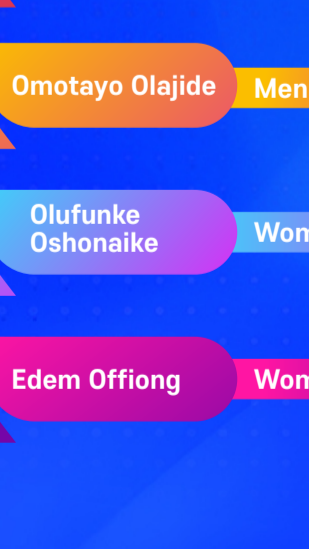 Omotayo Olajide
Men
Olufunke
Oshonaike
Wom
Edem Offiong
Wom